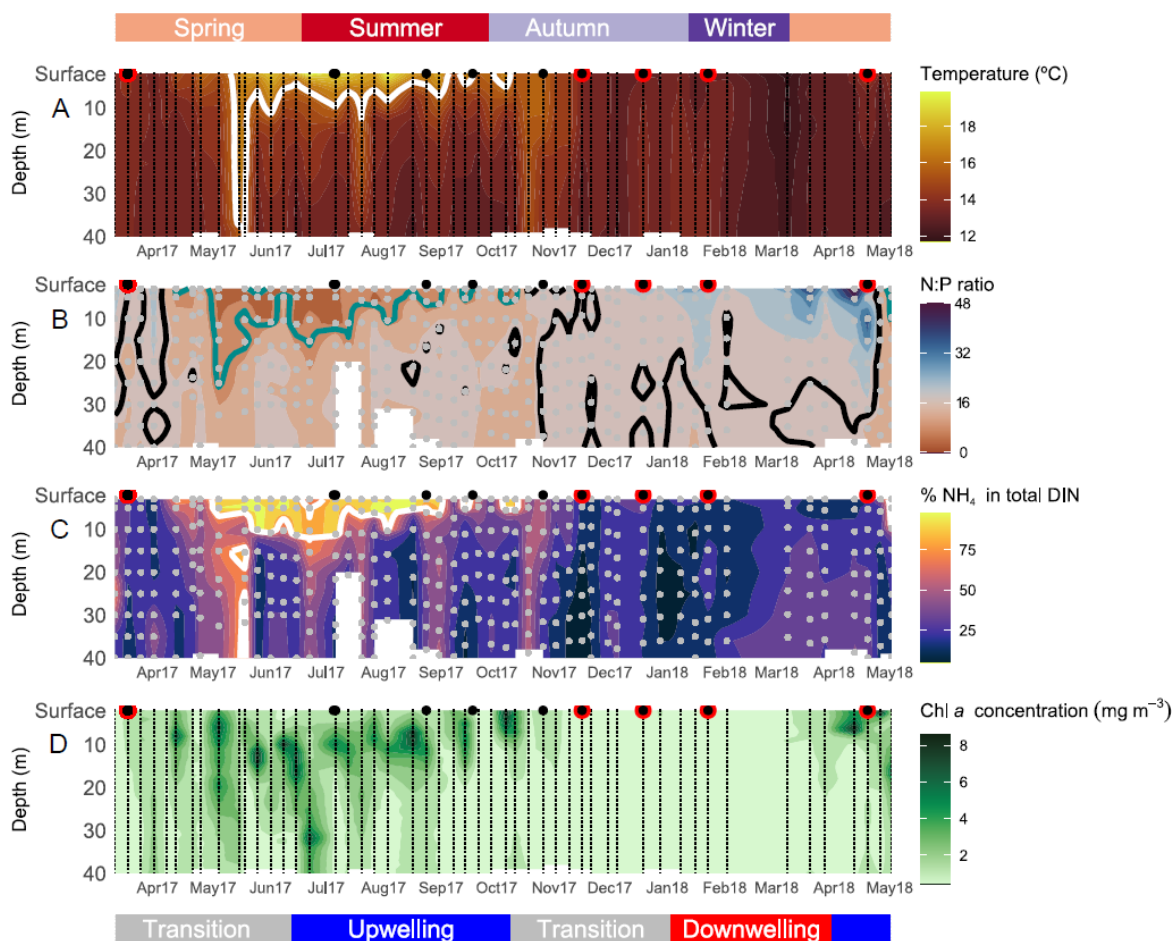 Spring Summer Autumn Winter
Surface
A
10
20
30
40
Depth (m)
Apr17 May17 Jun17 Jul17 Aug17 Sep17 Oct17 Nov17 Dec17 Jan18 Feb18 Mar18 Apr18 May18
Temperature (ºC)
18
16
14
12
Surface
B
10
20
30
40
Depth (m)
Apr17 May17 Jun17 Jul17 Aug17 Sep17 Oct17 Nov17 Dec17 Jan18 Feb18 Mar18 Apr18 May18
N:P ratio
48
32
16
0
Surface
C
10
20
30
40
Depth (m)
Apr17 May17 Jun17 Jul17 Aug17 Sep17 Oct17 Nov17 Dec17 Jan18 Feb18 Mar18 Apr18 May18
% NH₄ in total DIN
75
50
25
Surface
D
10
20
30
40
Depth (m)
Apr17 May17 Jun17 Jul17 Aug17 Sep17 Oct17 Nov17 Dec17 Jan18 Feb18 Mar18 Apr18 May18
Chl a concentration (mg m⁻³)
8
6
4
2
Transition Upwelling Transition Downwelling